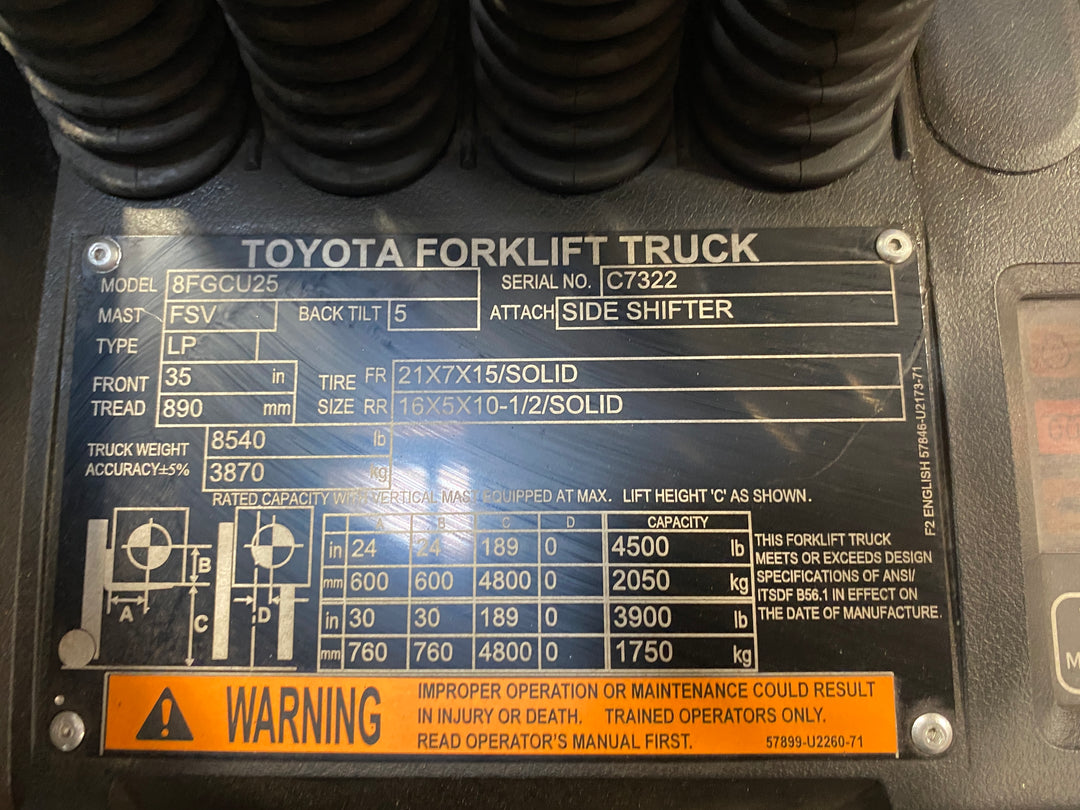 TOYOTA FORKLIFT TRUCK
MODEL 8FGCU25 SERIAL NO. C7322
MAST FSV BACK TILT 5 ATTACH SIDE SHIFTER
TYPE LP
FRONT TREAD 35 in TIRE SIZE FR 21X7X15/SOLID
890 mm RR 16X5X10-1/2/SOLID
TRUCK WEIGHT 8540 lb
ACCURACY±5% 3870 kg
RATED CAPACITY WITH VERTICAL MAST EQUIPPED AT MAX. LIFT HEIGHT 'C' AS SHOWN.
A B C D CAPACITY
in 24 24 189 0 4500 lb
mm 600 600 4800 0 2050 kg
in 30 30 189 0 3900 lb
mm 760 760 4800 0 1750 kg
A B C D
THIS FORKLIFT TRUCK
MEETS OR EXCEEDS DESIGN
SPECIFICATIONS OF ANSI/
ITSDF B56.1 IN EFFECT ON
THE DATE OF MANUFACTURE.
F2 ENGLISH 57846-U2173-71
WARNING
IMPROPER OPERATION OR MAINTENANCE COULD RESULT
IN INJURY OR DEATH. TRAINED OPERATORS ONLY.
READ OPERATOR'S MANUAL FIRST. 57899-U2260-71
M